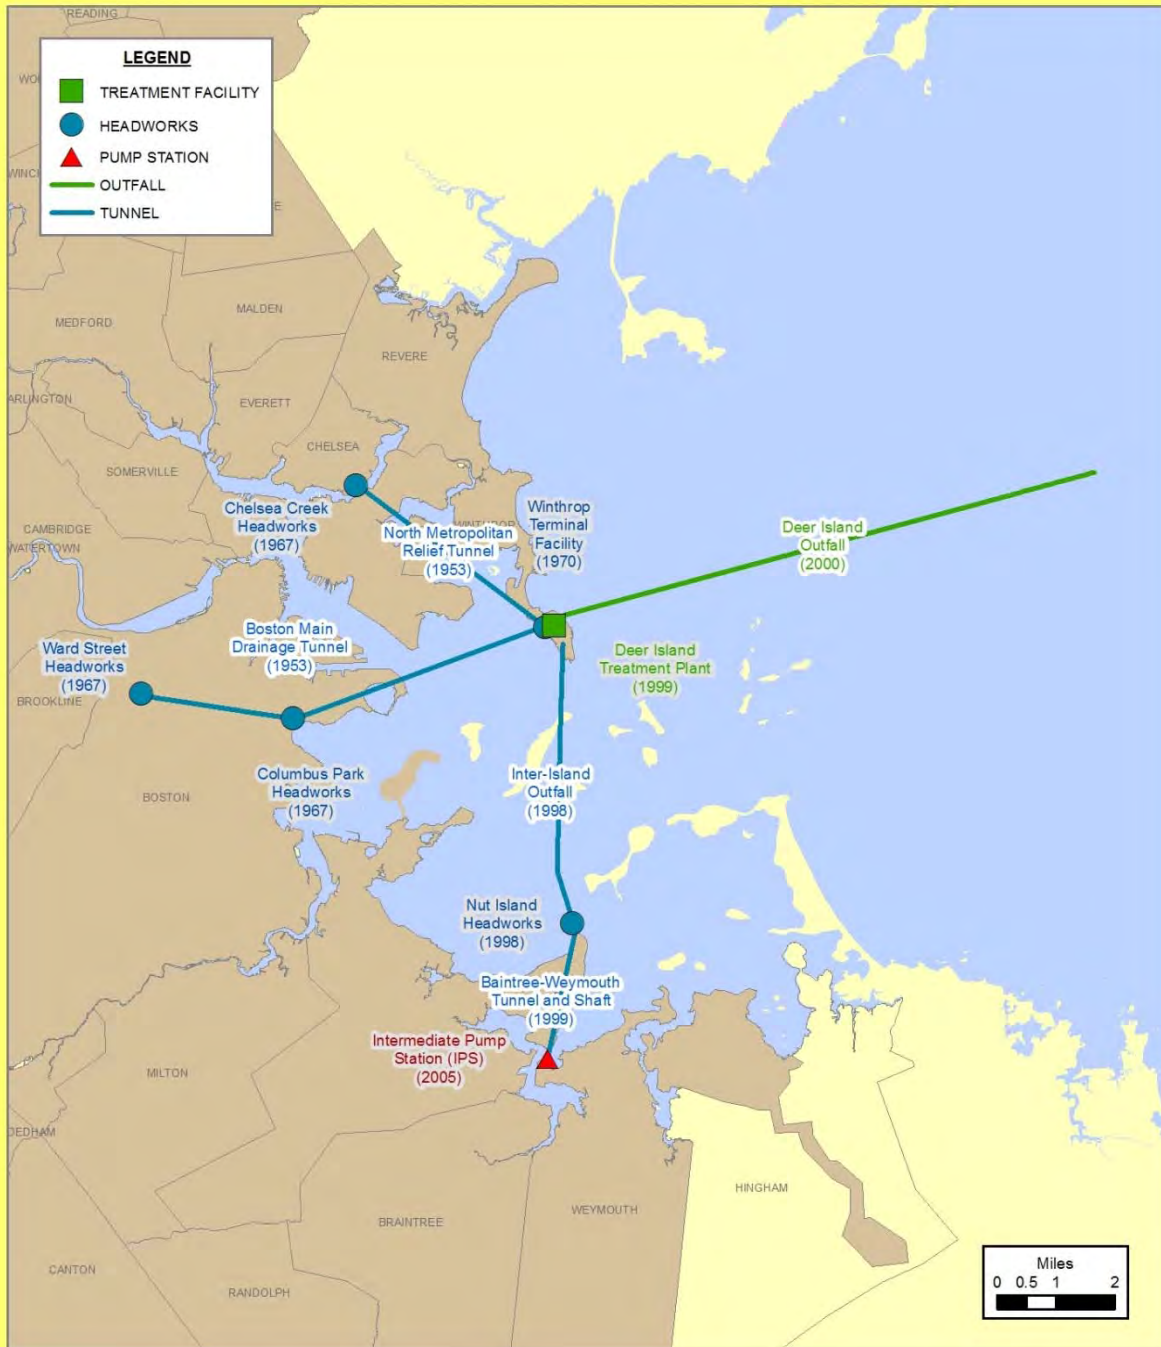 READING
LEGEND
TREATMENT FACILITY
HEADWORKS
PUMP STATION
OUTFALL
TUNNEL
MALDEN
MEDFORD
REVERE
EVERETT
CHELSEA
SOMERVILLE
CAMBRIDGE
WATERTOWN
Chelsea Creek
Headworks
(1967)
WINTHROP
North Metropolitan
Relief Tunnel
(1953)
Winthrop
Terminal
Facility
(1970)
Deer Island
Outfall
(2000)
Boston Main
Drainage Tunnel
(1953)
Ward Street
Headworks
(1967)
BROOKLINE
Deer Island
Treatment Plant
(1999)
Columbus Park
Headworks
(1967)
BOSTON
Inter-Island
Outfall
(1998)
Nut Island
Headworks
(1998)
Baintree-Weymouth
Tunnel and Shaft
(1999)
Intermediate Pump
Station (IPS)
(2005)
MILTON
HINGHAM
WEYMOUTH
BRAINTREE
CANTON
RANDOLPH
Miles
0 0.5 1 2